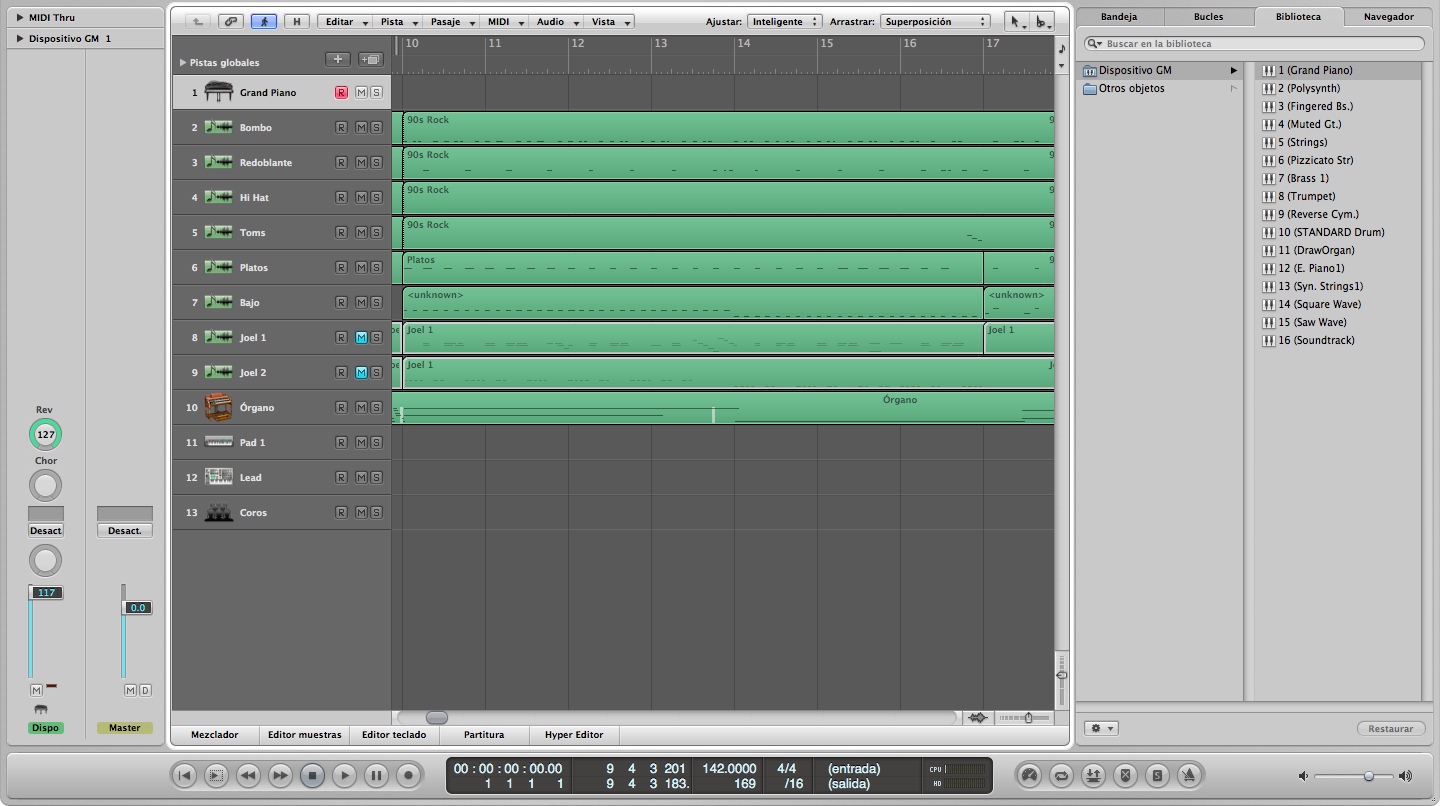 MIDI Thru
Dispositivo GM 1
Rev
127
Chor
Desact
Desact.
117
0.0
M
M D
Dispo
Master
H
Editar Pista Pasaje MIDI Audio Vista
Ajustar: Inteligente Arrastrar: Superposición
Pistas globales
10 11 12 13 14 15 16 17
1 Grand Piano R M S
2 Bombo R M S
90s Rock 9
3 Redoblante R M S
90s Rock 9
4 Hi Hat R M S
90s Rock 9
5 Toms R M S
90s Rock 9
6 Platos R M S
Platos 9
7 Bajo R M S
<unknown> <unknown>
8 Joel 1 R M S
Joel 1 Joel 1
9 Joel 2 R M S
Joel 1
10 Órgano R M S
Órgano
11 Pad 1 R M S
12 Lead R M S
13 Coros R M S
Mezclador Editor muestras Editor teclado Partitura Hyper Editor
Bandeja Bucles Biblioteca Navegador
Buscar en la biblioteca
Dispositivo GM
Otros objetos
1 (Grand Piano)
2 (Polysynth)
3 (Fingered Bs.)
4 (Muted Gt.)
5 (Strings)
6 (Pizzicato Str)
7 (Brass 1)
8 (Trumpet)
9 (Reverse Cym.)
10 (STANDARD Drum)
11 (DrawOrgan)
12 (E. Piano1)
13 (Syn. Strings1)
14 (Square Wave)
15 (Saw Wave)
16 (Soundtrack)
Restaurar
00 : 00 : 00 : 00.00 9 4 3 201 142.0000 4/4 (entrada) CPU
1 1 1 1 9 4 3 183. 169 /16 (salida) HD
S